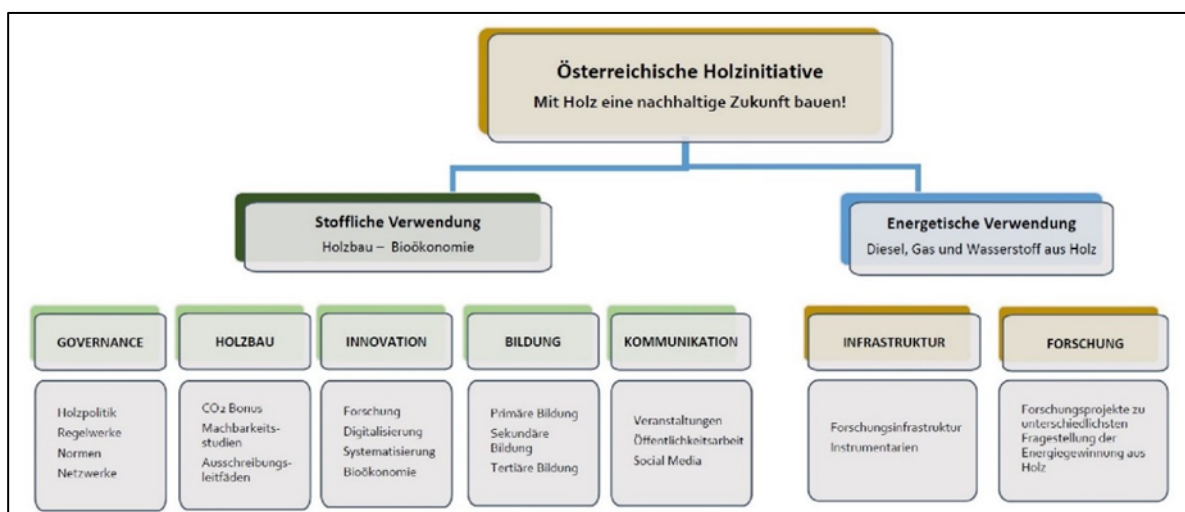 Österreichische Holzinitiative
Mit Holz eine nachhaltige Zukunft bauen!
Stoffliche Verwendung
Holzbau – Bioökonomie
Energetische Verwendung
Diesel, Gas und Wasserstoff aus Holz
GOVERNANCE
HOLZBAU
INNOVATION
BILDUNG
KOMMUNIKATION
INFRASTRUKTUR
FORSCHUNG
Holzpolitik
Regelwerke
Normen
Netzwerke
CO₂ Bonus
Machbarkeits-
studien
Ausschreibungs-
leitfäden
Forschung
Digitalisierung
Systematisierung
Bioökonomie
Primäre Bildung
Sekundäre
Bildung
Tertiäre Bildung
Veranstaltungen
Öffentlichkeitsarbeit
Social Media
Forschungsinfrastruktur
Instrumentarien
Forschungsprojekte zu
unterschiedlichsten
Fragestellung der
Energiegewinnung aus
Holz